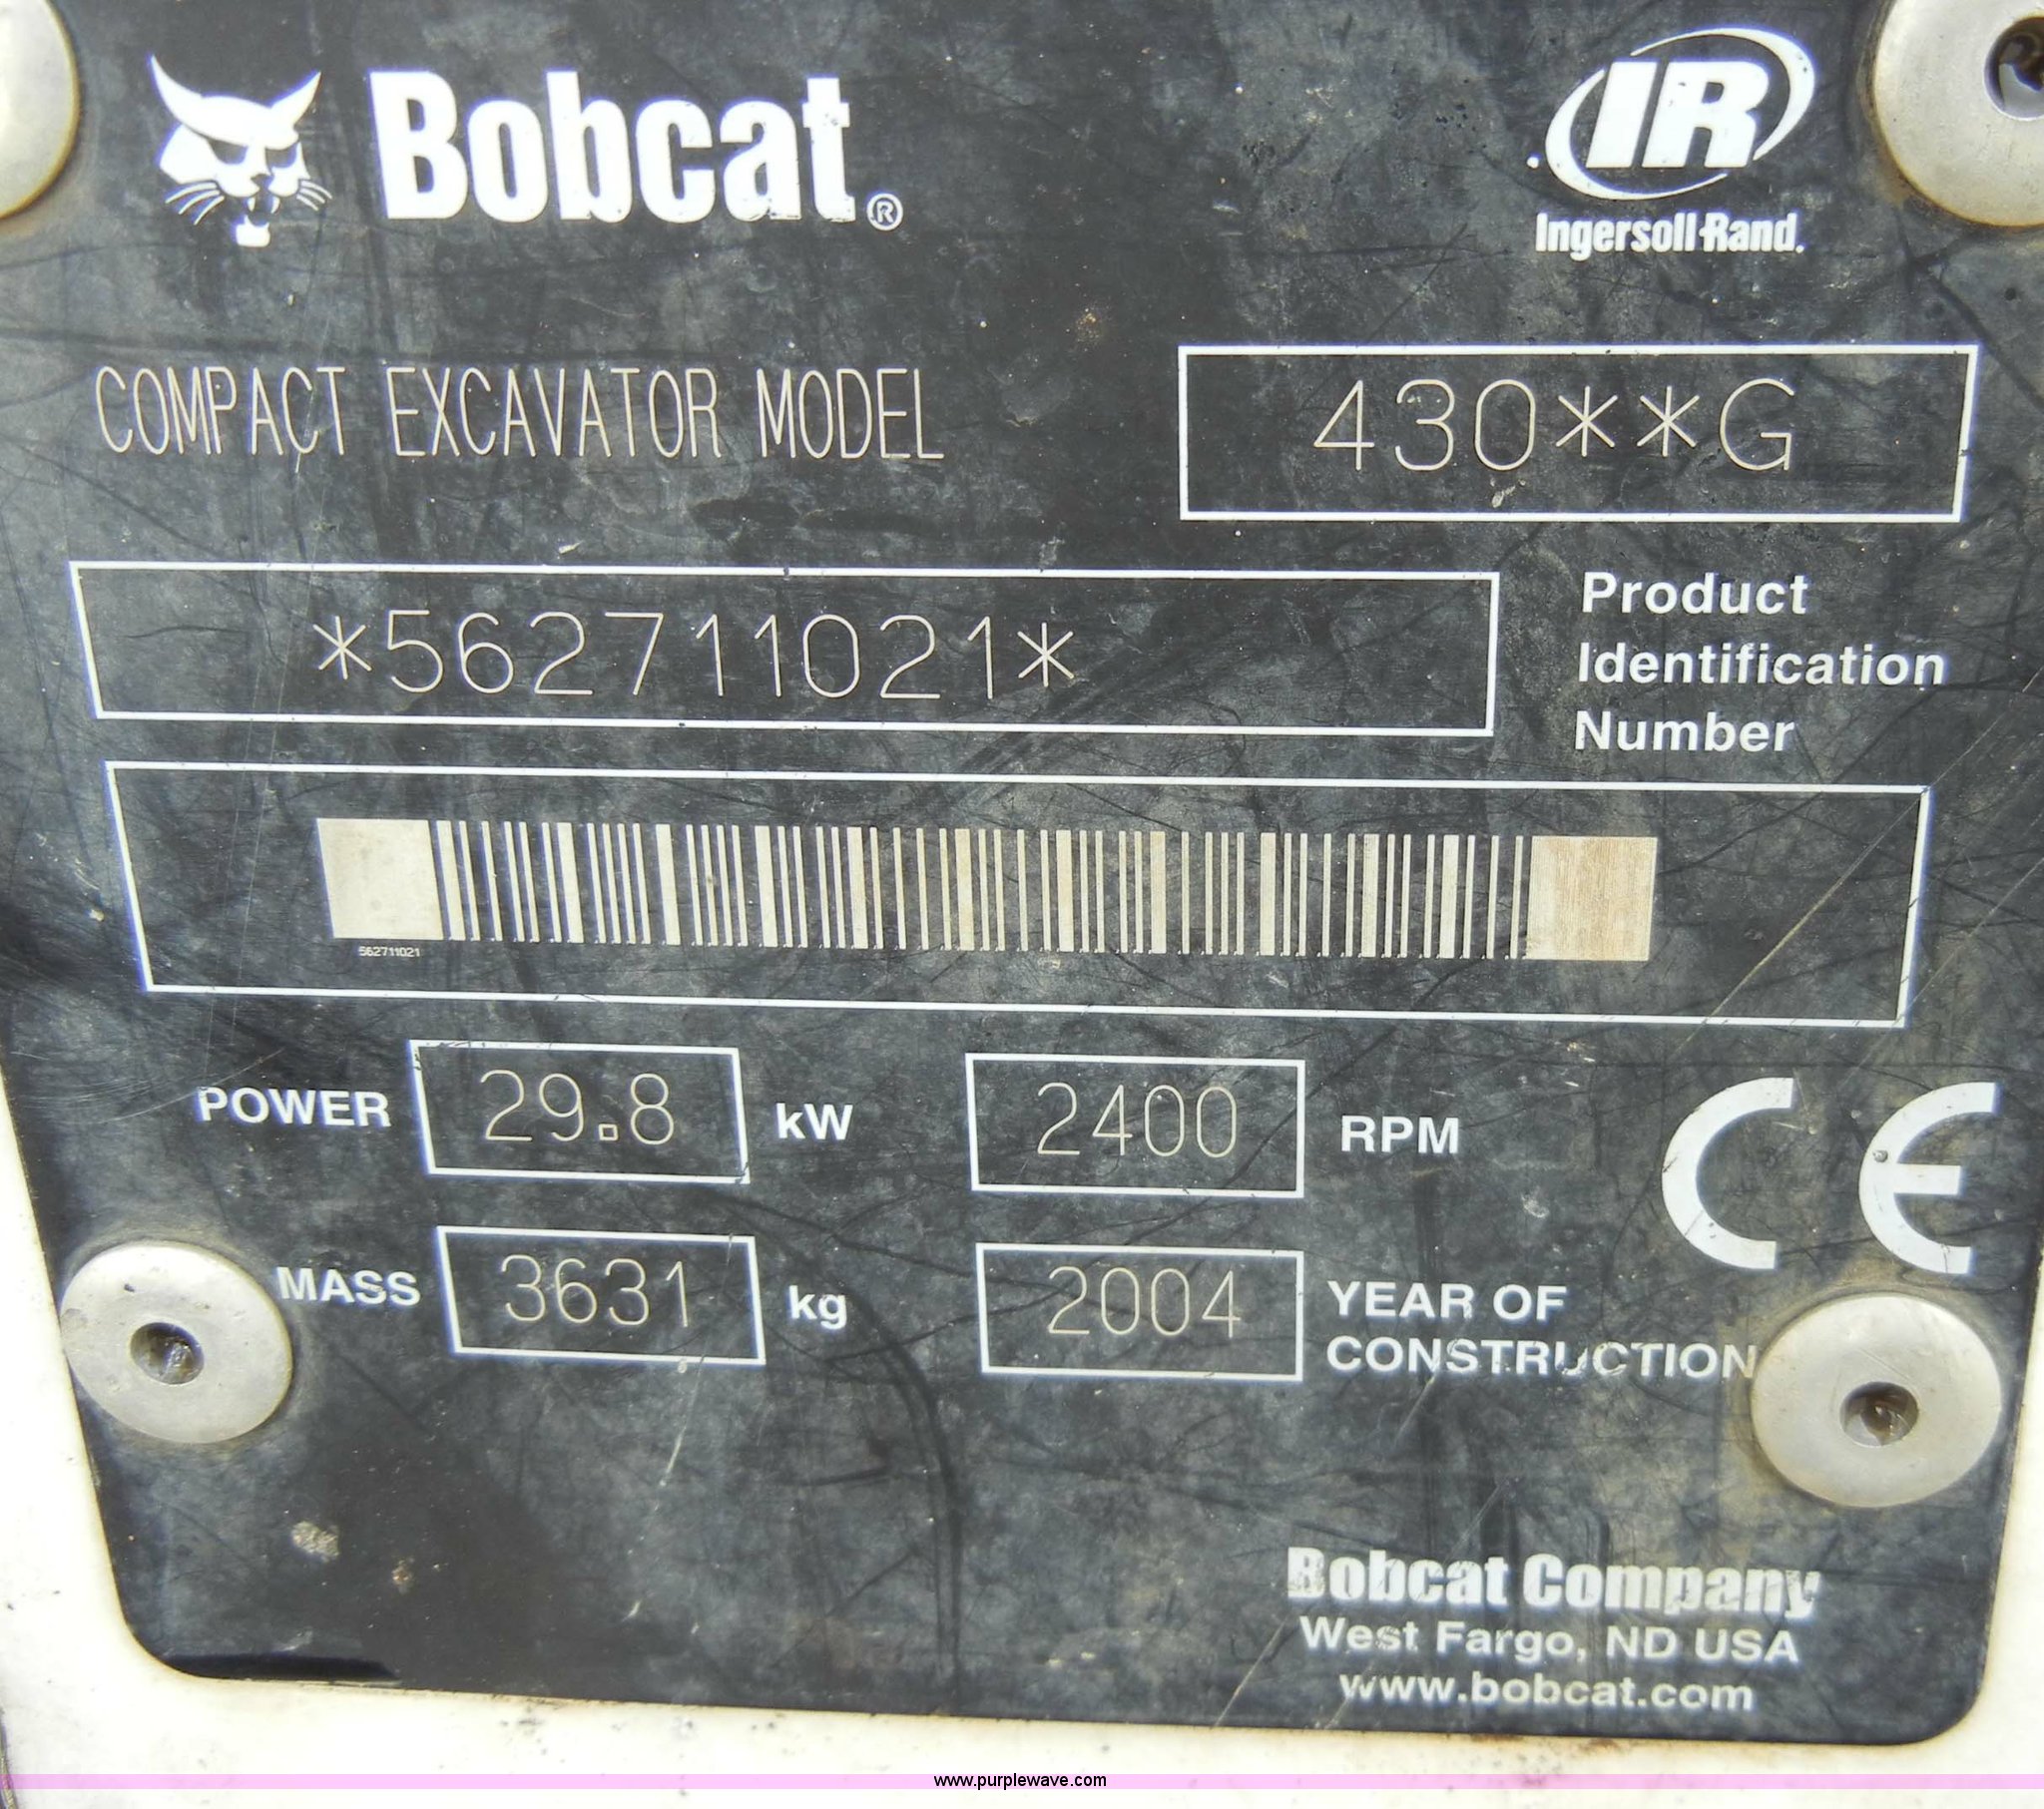 Bobcat®
IR
Ingersoll-Rand.
COMPACT EXCAVATOR MODEL 430**G
*562711021*
Product
Identification
Number
562711021
POWER 29.8 kW 2400 RPM
CE
MASS 3631 kg 2004 YEAR OF
CONSTRUCTION
Bobcat Company
West Fargo, ND USA
www.bobcat.com
www.purplewave.com